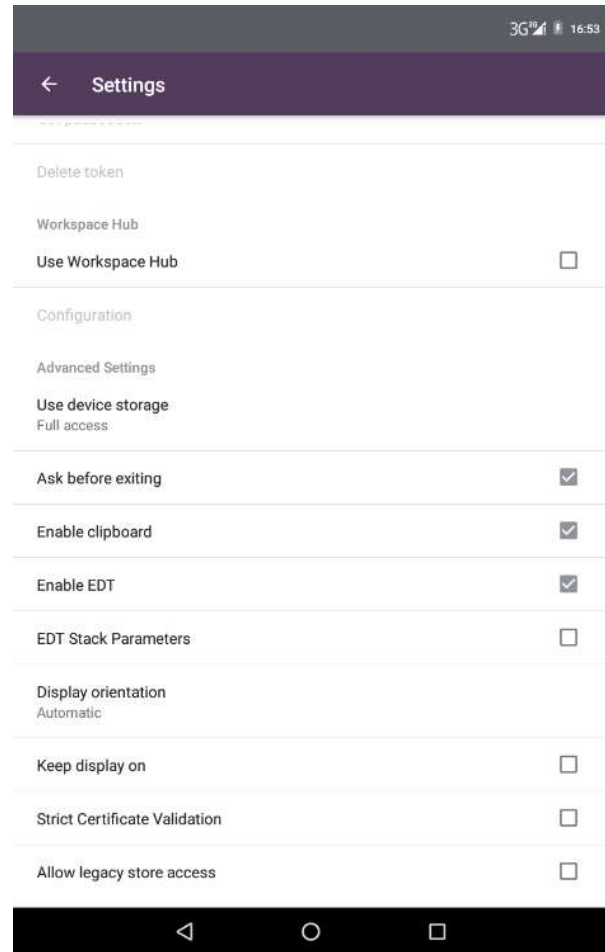 3G 16:53
Settings
Delete token
Workspace Hub
Use Workspace Hub
Configuration
Advanced Settings
Use device storage
Full access
Ask before exiting
Enable clipboard
Enable EDT
EDT Stack Parameters
Display orientation
Automatic
Keep display on
Strict Certificate Validation
Allow legacy store access